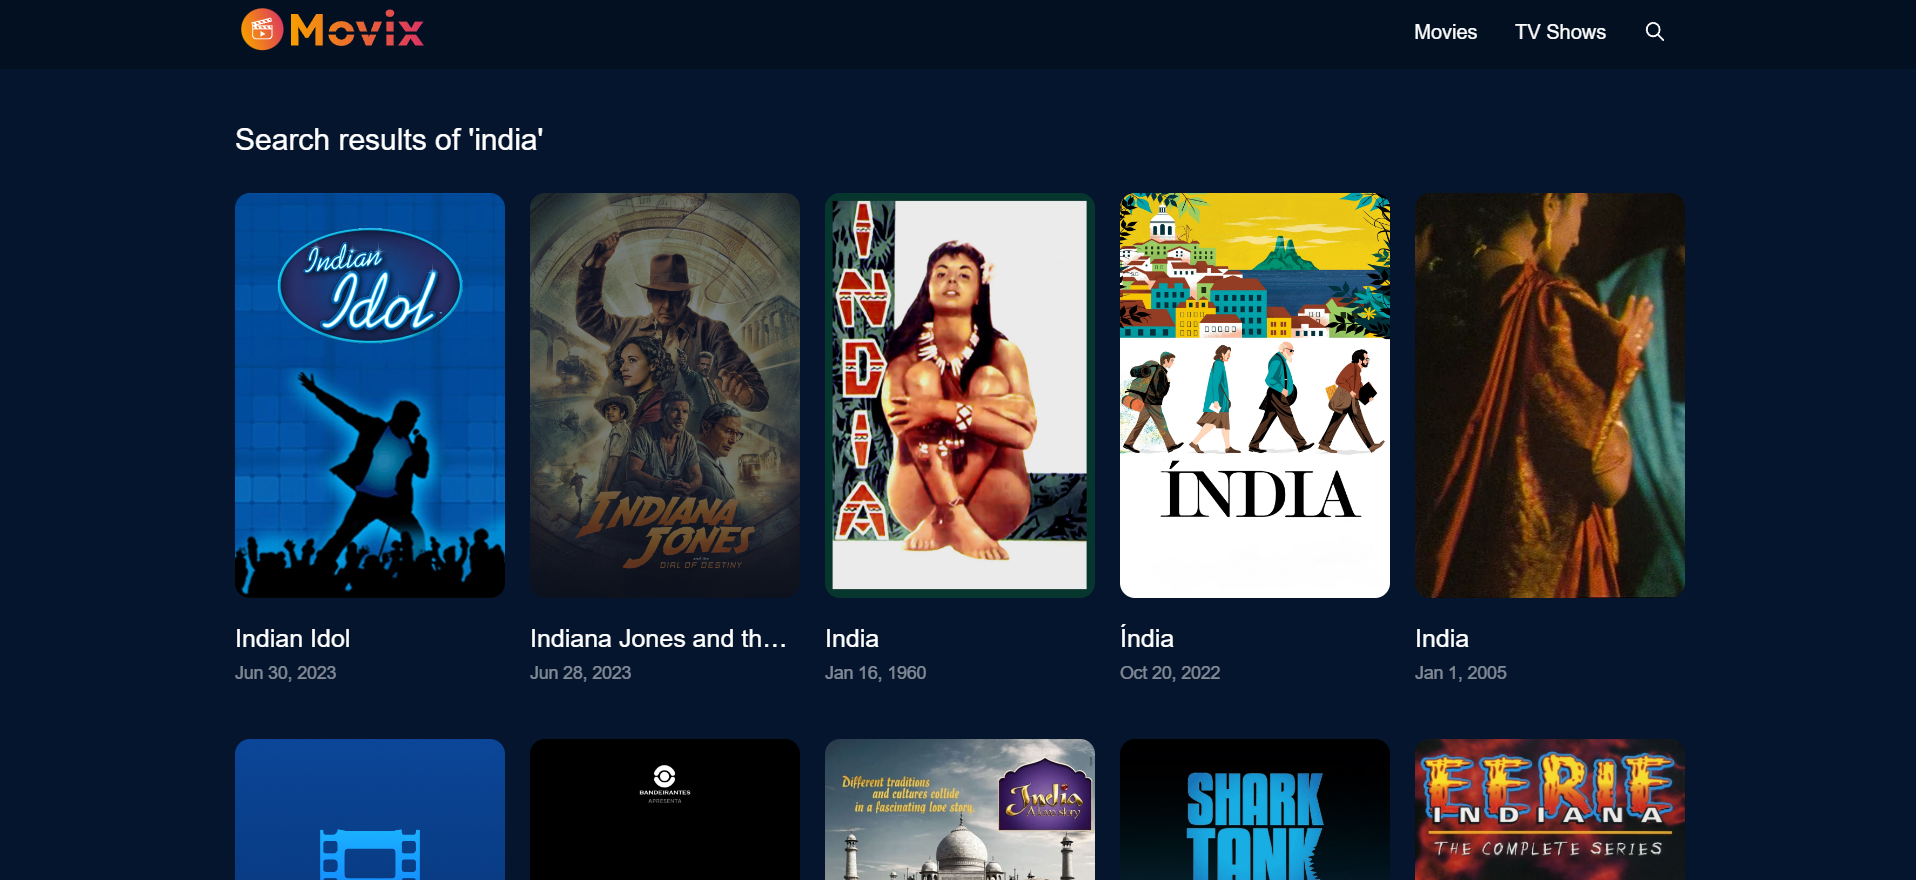 Movix
Movies
TV Shows
Search results of 'india'
Indian
Idol
INDIANA
JONES
and the
DIAL OF DESTINY
INDIA
ÍNDIA
Indian Idol
Jun 30, 2023
Indiana Jones and th...
Jun 28, 2023
India
Jan 16, 1960
Índia
Oct 20, 2022
India
Jan 1, 2005
BANDEIRANTES
APRESENTA
Different traditions
and cultures collide
in a fascinating love story.
India
A love story
SHARK
TANK
EERIE
INDIANA
THE COMPLETE SERIES